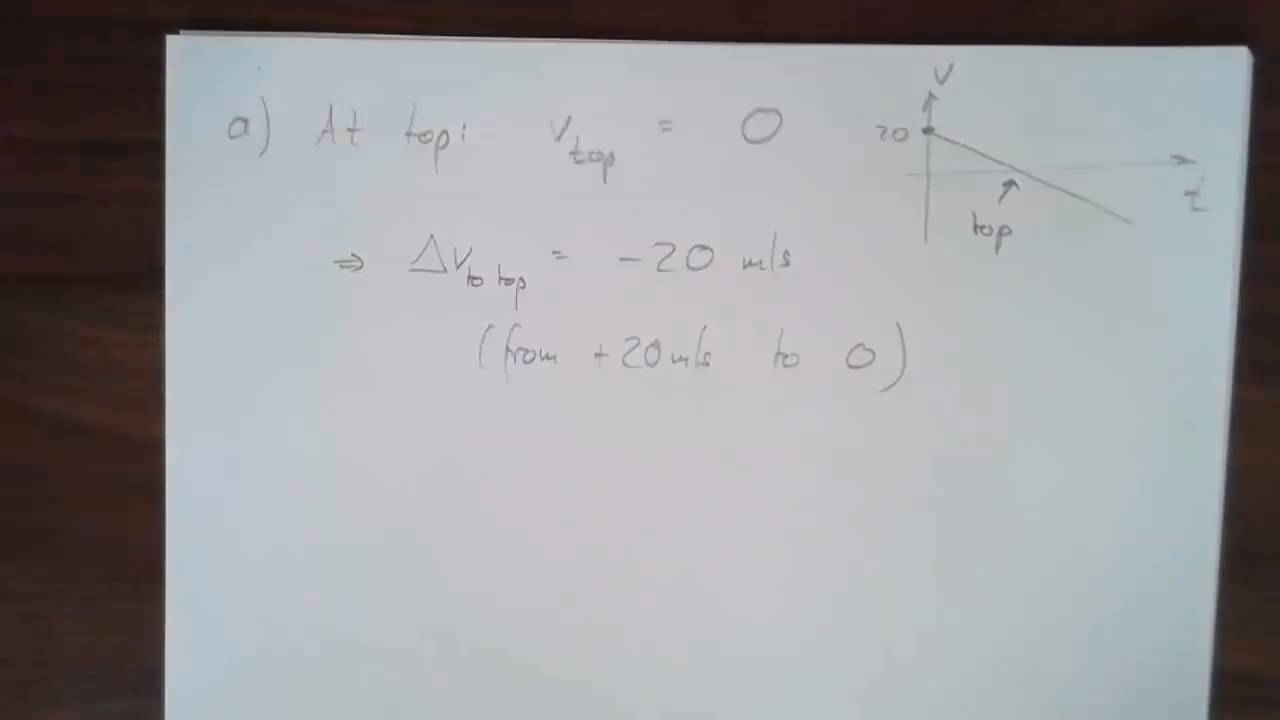 a) At top: v_top = 0
⇒ Δv_to top = -20 m/s
(from +20 m/s to 0)
v
20
top
t